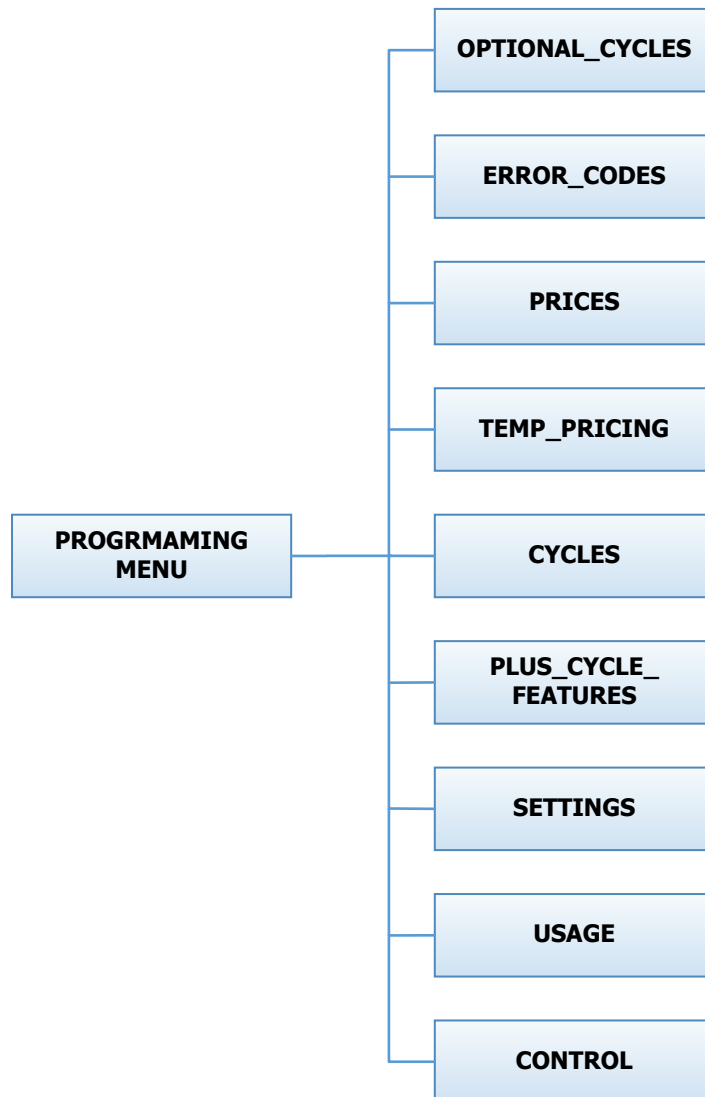 OPTIONAL_CYCLES
ERROR_CODES
PRICES
TEMP_PRICING
PROGRMAMING
MENU
CYCLES
PLUS_CYCLE_
FEATURES
SETTINGS
USAGE
CONTROL